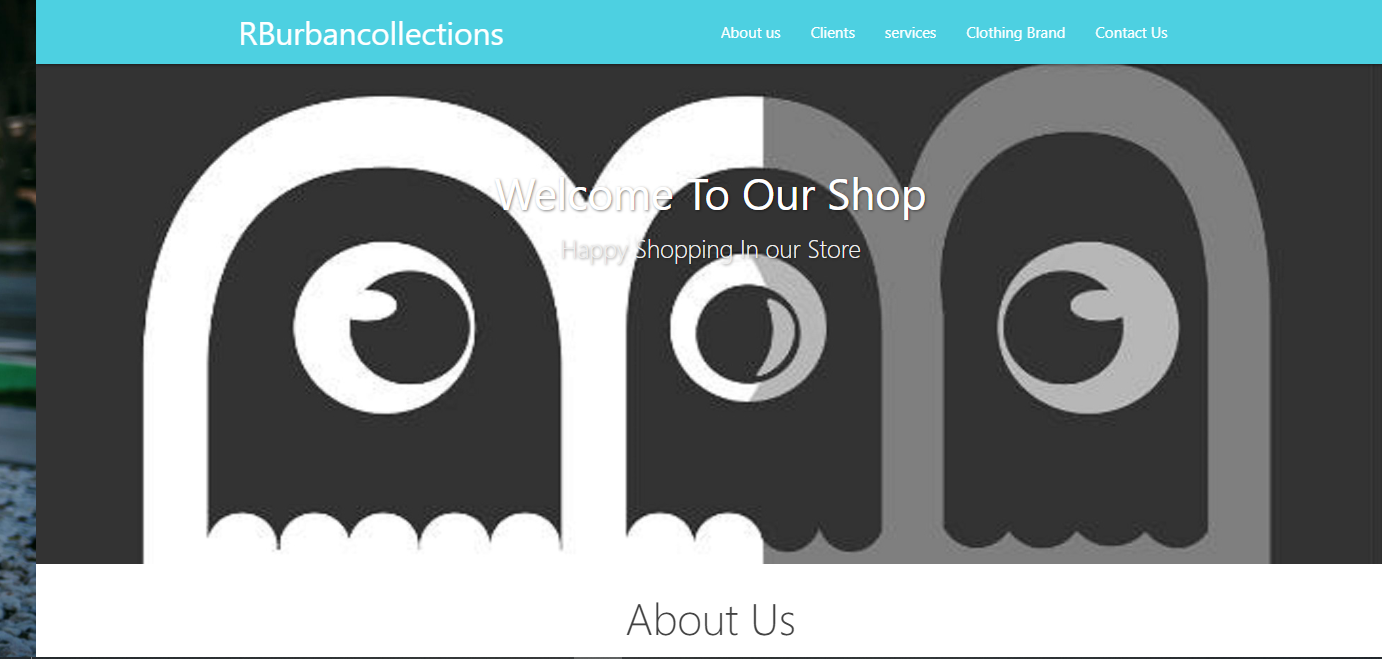 RBurbancollections
About us
Clients
services
Clothing Brand
Contact Us
Welcome To Our Shop
Happy Shopping In our Store
About Us